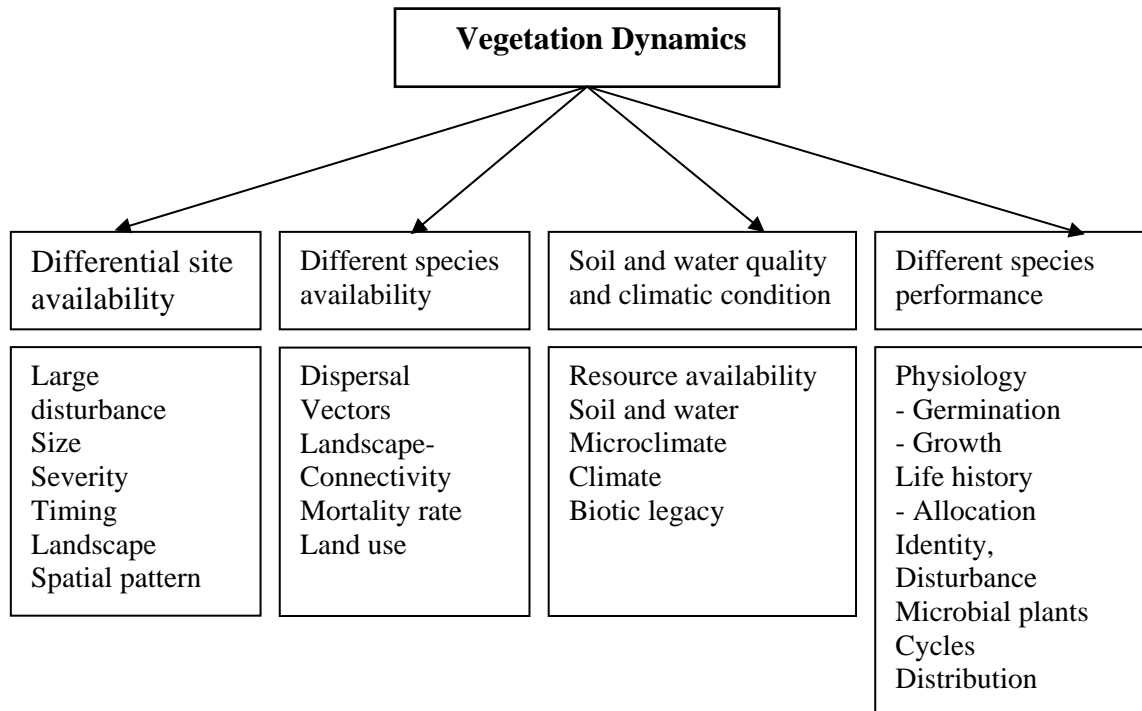 Vegetation Dynamics
Differential site
availability
Different species
availability
Soil and water quality
and climatic condition
Different species
performance
Large
disturbance
Size
Severity
Timing
Landscape
Spatial pattern
Dispersal
Vectors
Landscape-
Connectivity
Mortality rate
Land use
Resource availability
Soil and water
Microclimate
Climate
Biotic legacy
Physiology
- Germination
- Growth
Life history
- Allocation
Identity,
Disturbance
Microbial plants
Cycles
Distribution